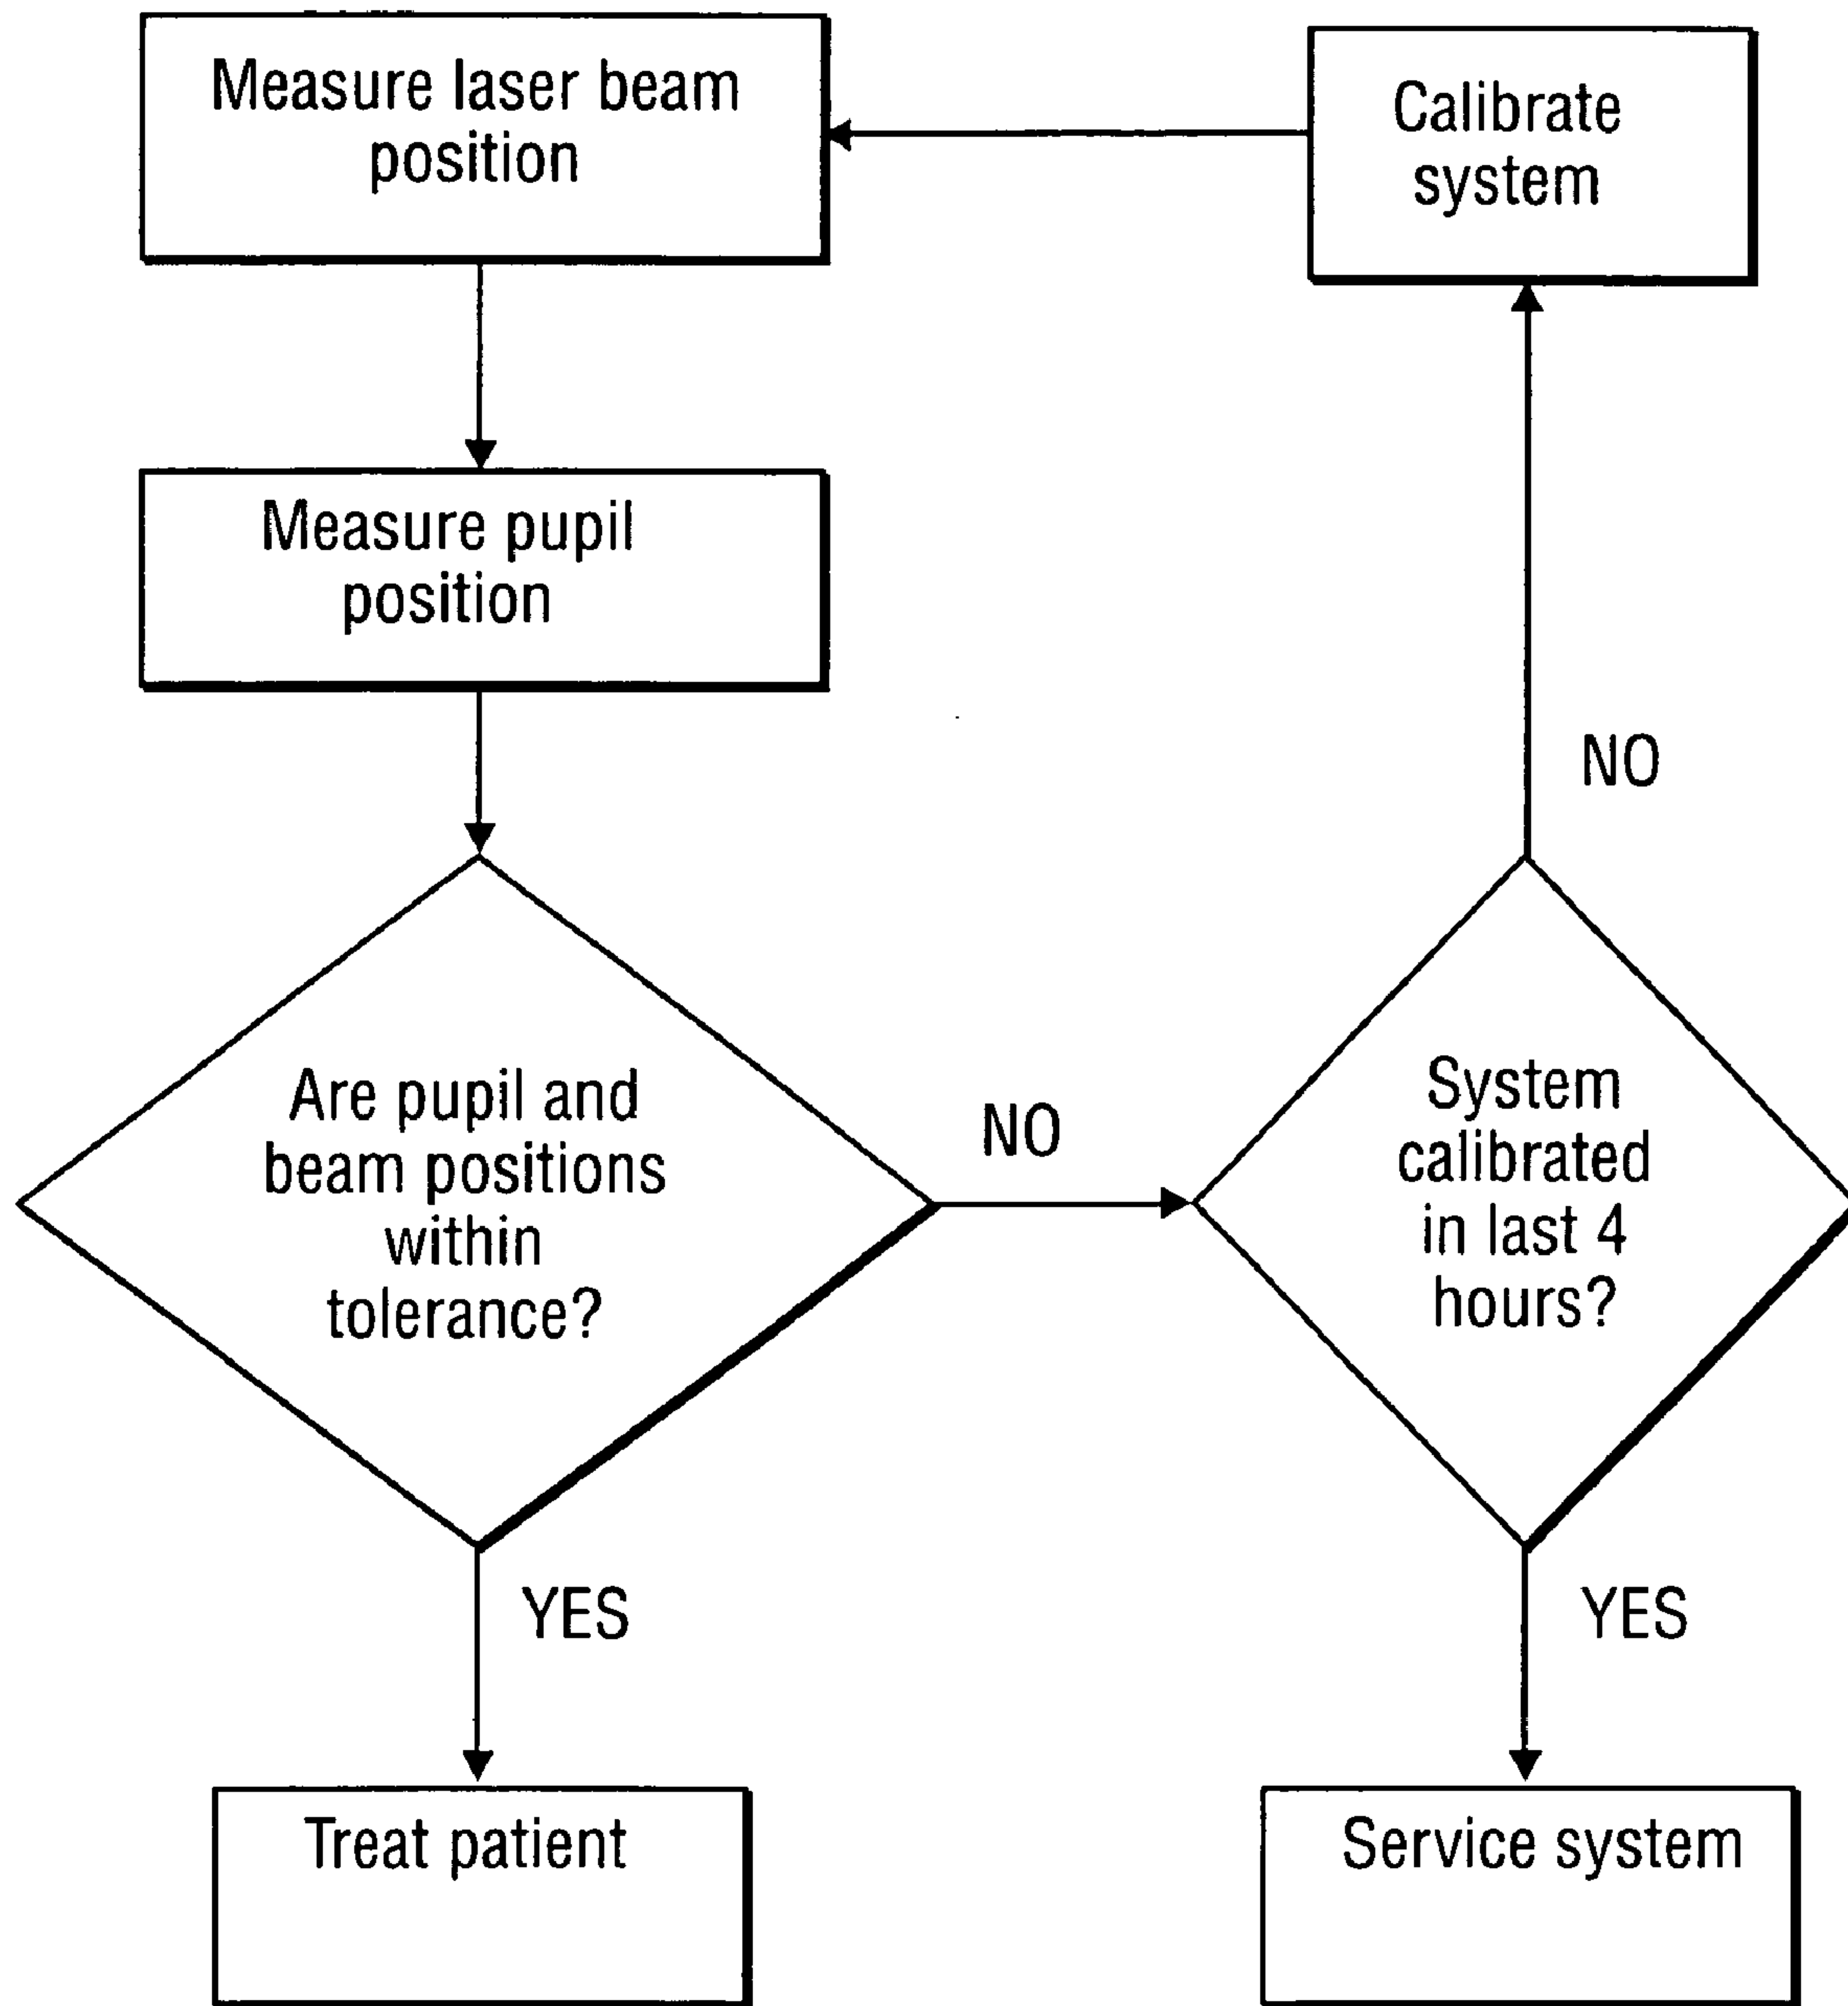 Measure laser beam
position
Calibrate
system
Measure pupil
position
NO
Are pupil and
beam positions
within
tolerance?
NO
System
calibrated
in last 4
hours?
YES
YES
Treat patient
Service system